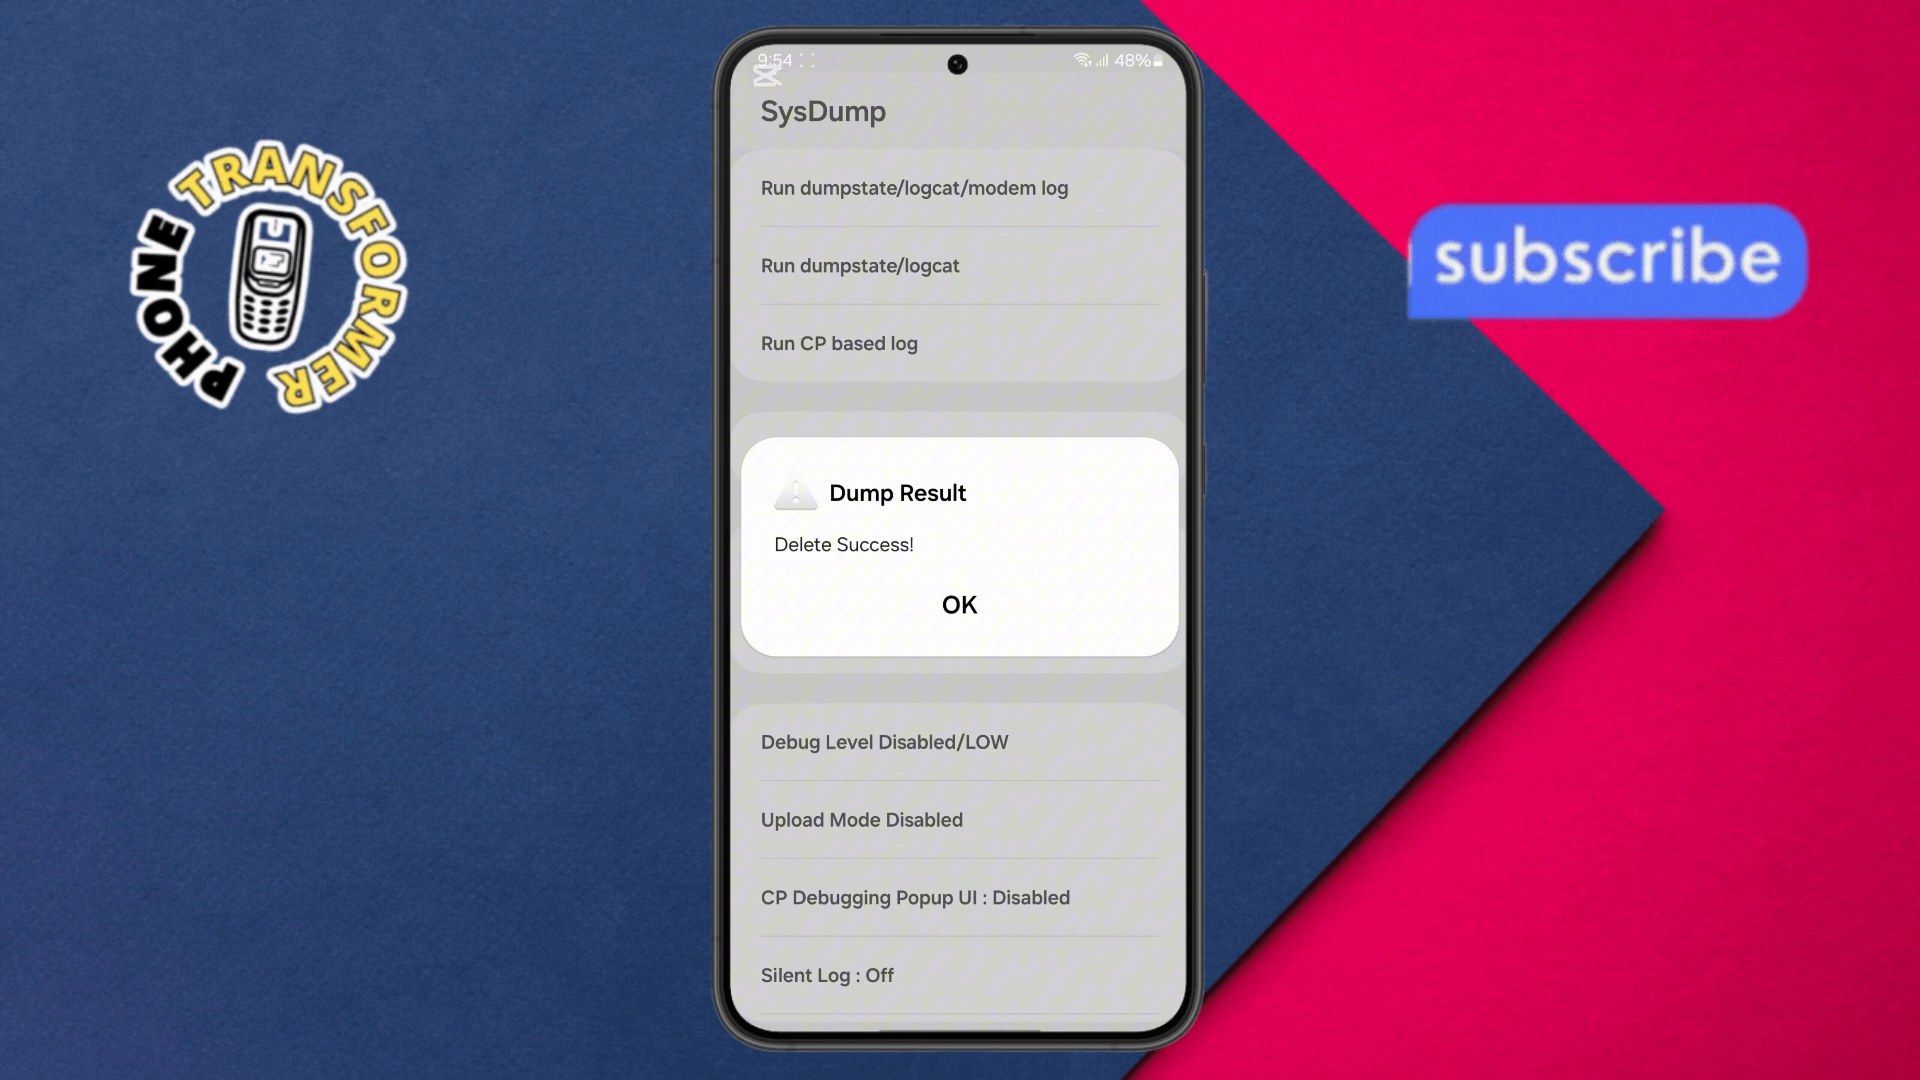 PHONE TRANSFORMER
9:54
48%
SysDump
Run dumpstate/logcat/modem log
Run dumpstate/logcat
Run CP based log
Dump Result
Delete Success!
OK
Debug Level Disabled/LOW
Upload Mode Disabled
CP Debugging Popup UI : Disabled
Silent Log : Off
subscribe